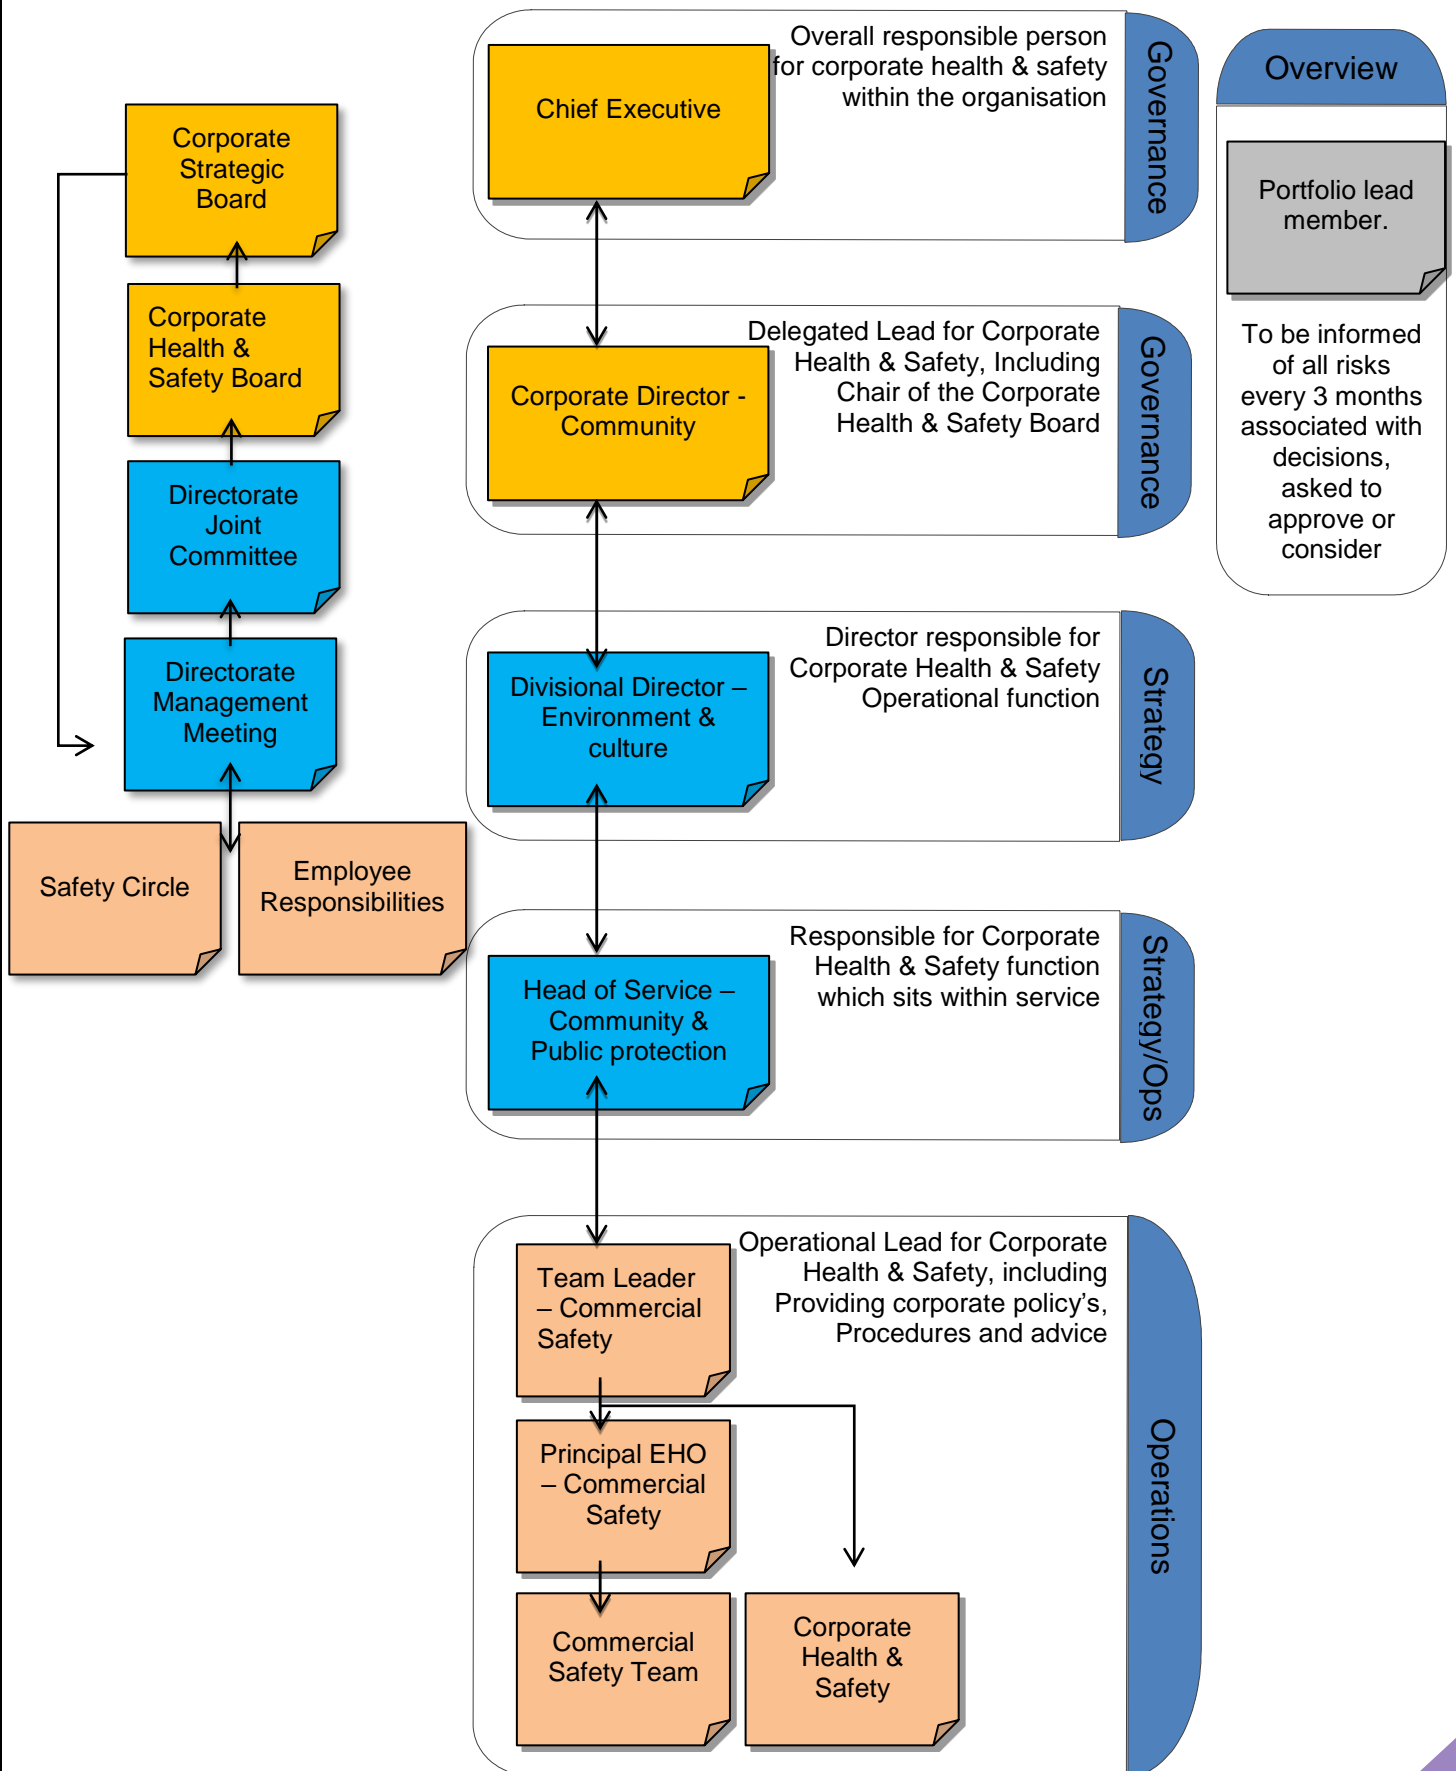 Corporate
Strategic
Board
Corporate
Health &
Safety Board
Directorate
Joint
Committee
Directorate
Management
Meeting
Safety Circle
Employee
Responsibilities
Chief Executive
Overall responsible person
for corporate health & safety
within the organisation
Governance
Corporate Director -
Community
Delegated Lead for Corporate
Health & Safety, Including
Chair of the Corporate
Health & Safety Board
Governance
Divisional Director –
Environment &
culture
Director responsible for
Corporate Health & Safety
Operational function
Strategy
Head of Service –
Community &
Public protection
Responsible for Corporate
Health & Safety function
which sits within service
Strategy/Ops
Team Leader
– Commercial
Safety
Operational Lead for Corporate
Health & Safety, including
Providing corporate policy’s,
Procedures and advice
Principal EHO
– Commercial
Safety
Commercial
Safety Team
Corporate
Health &
Safety
Operations
Overview
Portfolio lead
member.
To be informed
of all risks
every 3 months
associated with
decisions,
asked to
approve or
consider